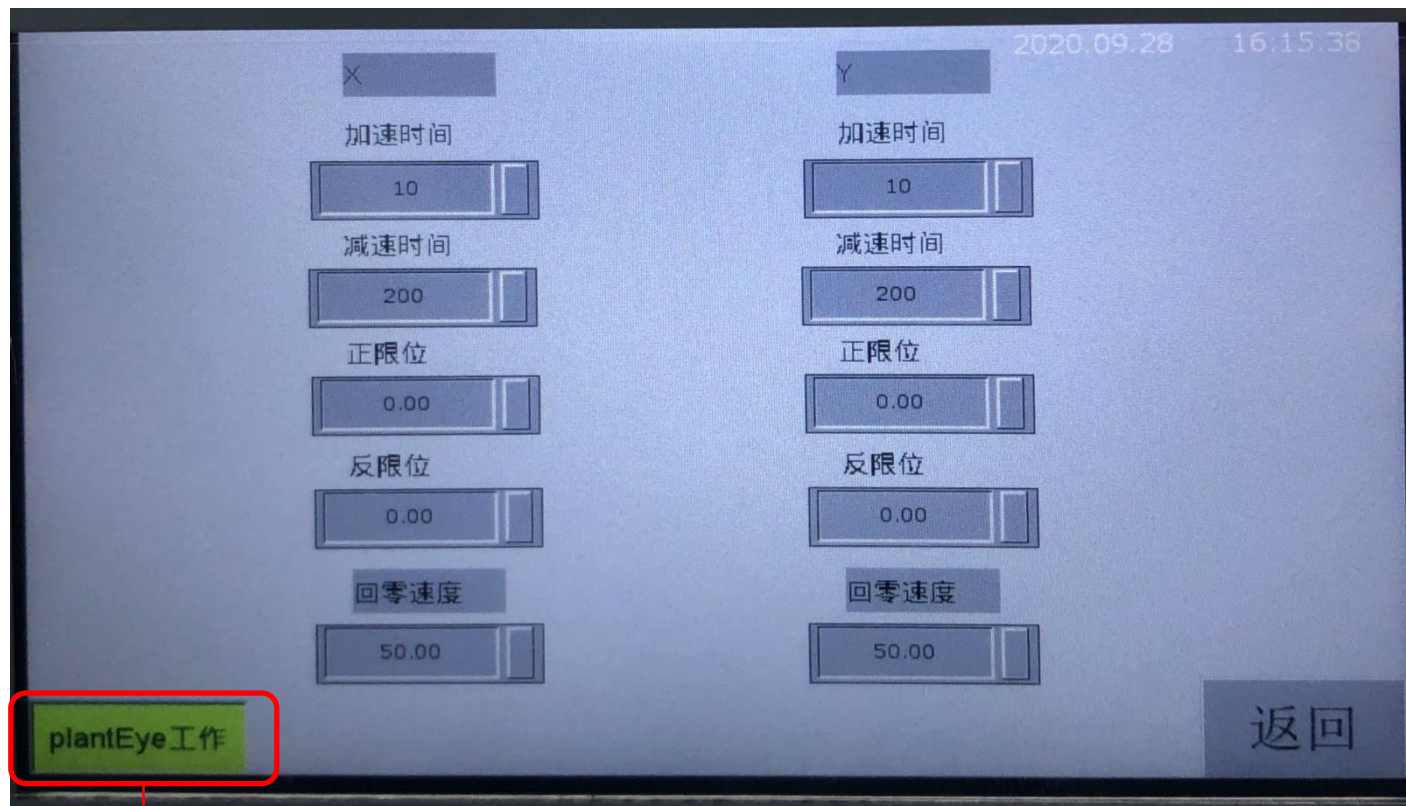 2020.09.28 16:15:38
X Y
加速时间 加速时间
10 10
减速时间 减速时间
200 200
正限位 正限位
0.00 0.00
反限位 反限位
0.00 0.00
回零速度 回零速度
50.00 50.00
plantEye工作 返回